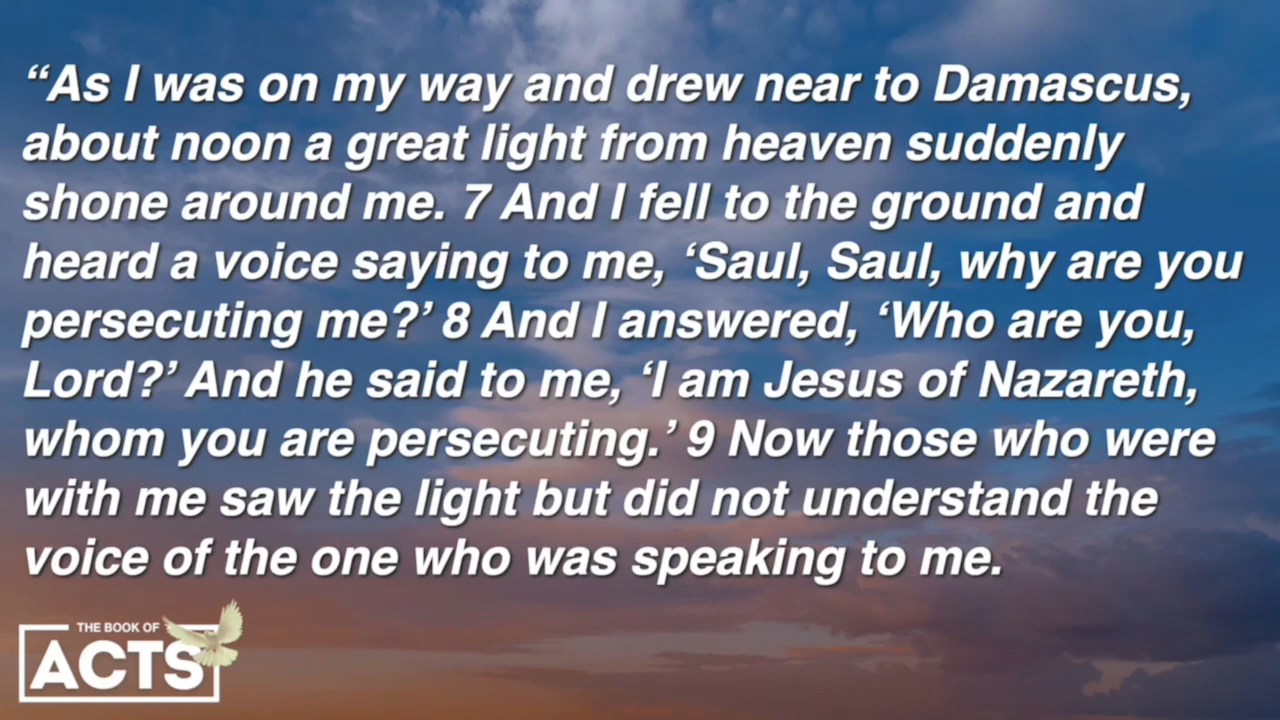 “As I was on my way and drew near to Damascus,
about noon a great light from heaven suddenly
shone around me. 7 And I fell to the ground and
heard a voice saying to me, ‘Saul, Saul, why are you
persecuting me?’ 8 And I answered, ‘Who are you,
Lord?’ And he said to me, ‘I am Jesus of Nazareth,
whom you are persecuting.’ 9 Now those who were
with me saw the light but did not understand the
voice of the one who was speaking to me.
THE BOOK OF
ACTS